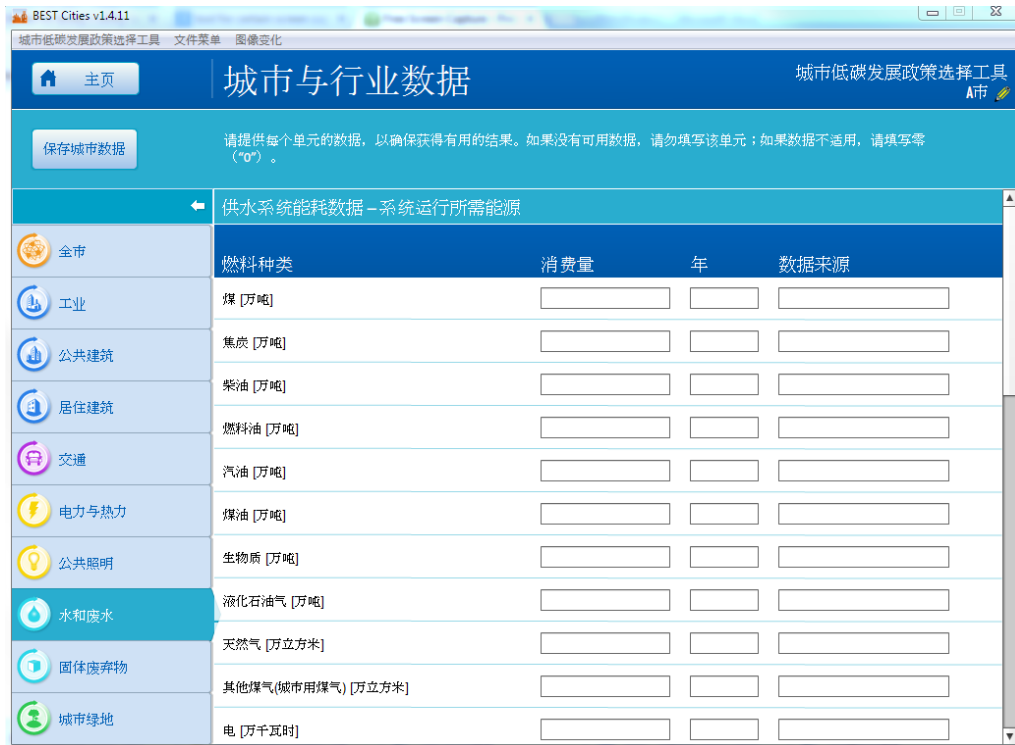 BEST Cities v1.4.11
城市低碳发展政策选择工具 文件菜单 图像变化
主页
城市与行业数据
城市低碳发展政策选择工具
A市
保存城市数据
请提供每个单元的数据，以确保获得有用的结果。如果没有可用数据，请勿填写该单元；如果数据不适用，请填写零
（“0”）。
供水系统能耗数据–系统运行所需能源
燃料种类 消费量 年 数据来源
全市
工业
公共建筑
居住建筑
交通
电力与热力
公共照明
水和废水
固体废弃物
城市绿地
煤 [万吨]
焦炭 [万吨]
柴油 [万吨]
燃料油 [万吨]
汽油 [万吨]
煤油 [万吨]
生物质 [万吨]
液化石油气 [万吨]
天然气 [万立方米]
其他煤气(城市用煤气) [万立方米]
电 [万千瓦时]